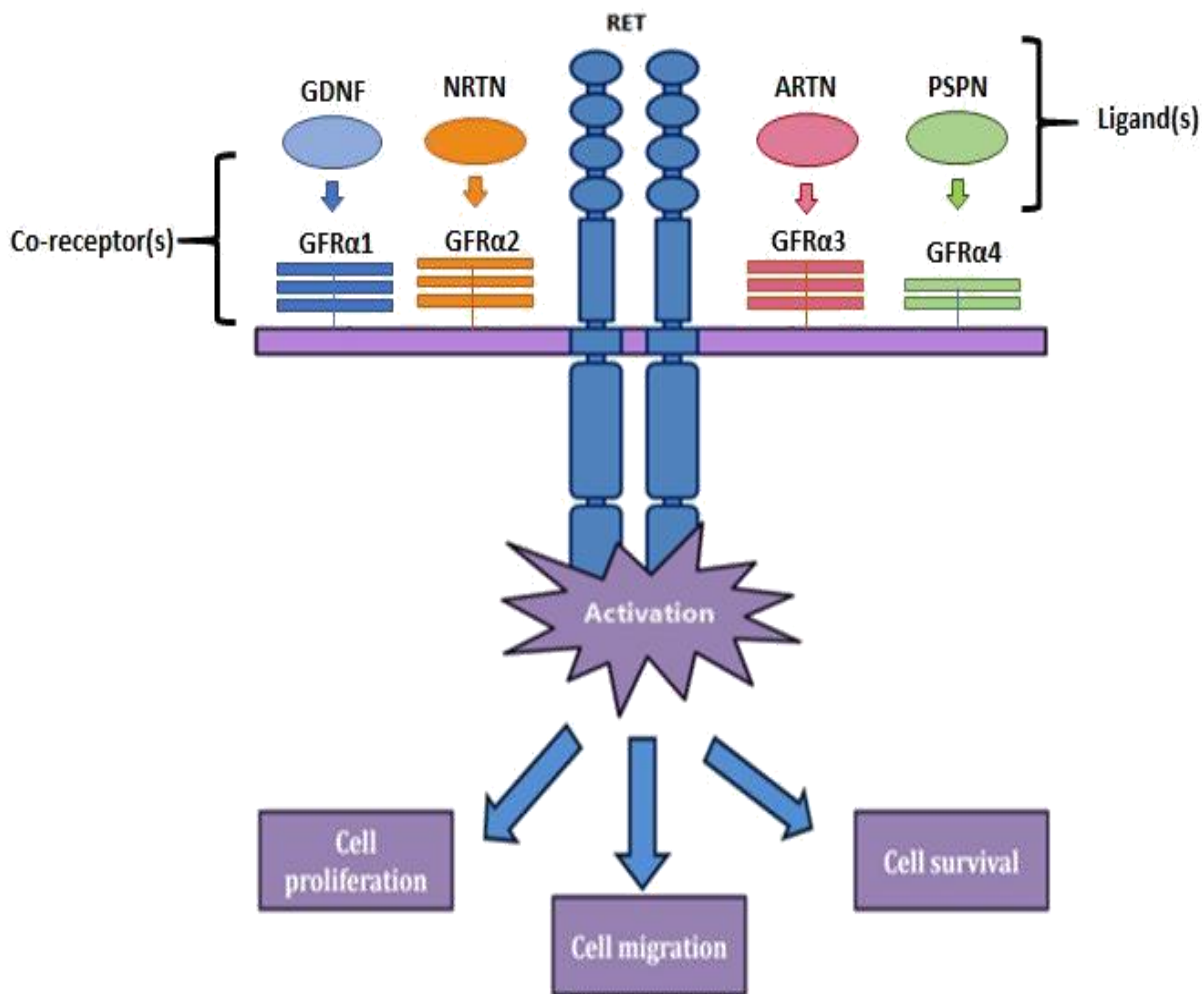 RET
GDNF
NRTN
ARTN
PSPN
Ligand(s)
Co-receptor(s)
GFRα1
GFRα2
GFRα3
GFRα4
Activation
Cell
proliferation
Cell migration
Cell survival